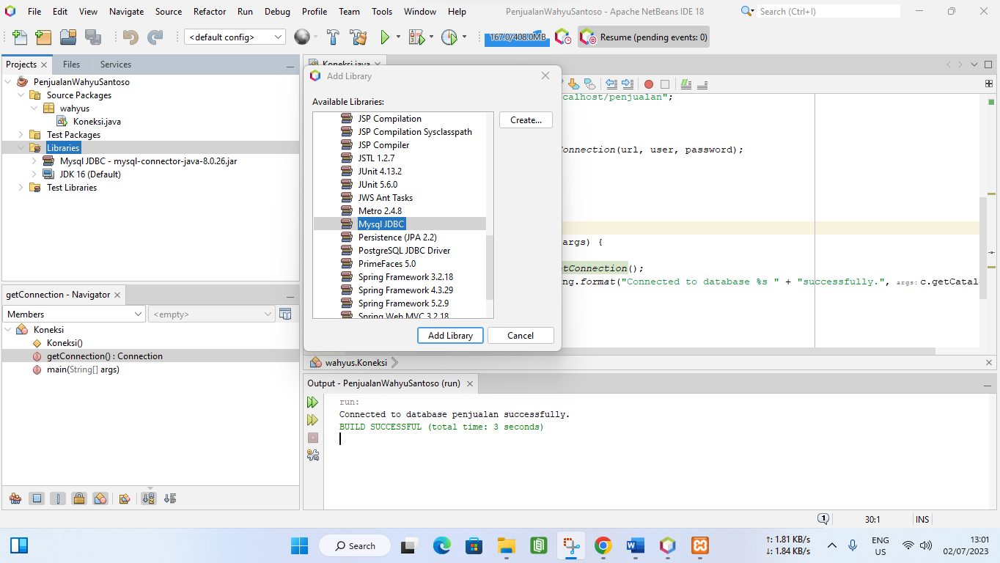 File Edit View Navigate Source Refactor Run Debug Profile Team Tools Window Help
PenjualanWahyuSantoso - Apache NetBeans IDE 18
Search (Ctrl+I)
<default config>
167.0/408.0MB
Resume (pending events: 0)
Projects Files Services
PenjualanWahyuSantoso
Source Packages
wahyus
Koneksi.java
Test Packages
Libraries
Mysql JDBC - mysql-connector-java-8.0.26.jar
JDK 16 (Default)
Test Libraries
getConnection - Navigator
Members
<empty>
Koneksi
Koneksi()
getConnection() : Connection
main(String[] args)
Koneksi.java
Add Library
Available Libraries:
JSP Compilation
JSP Compilation Sysclasspath
JSP Compiler
JSTL 1.2.7
JUnit 4.13.2
JUnit 5.6.0
JWS Ant Tasks
Metro 2.4.8
Mysql JDBC
Persistence (JPA 2.2)
PostgreSQL JDBC Driver
PrimeFaces 5.0
Spring Framework 3.2.18
Spring Framework 4.3.29
Spring Framework 5.2.9
Spring Web MVC 3.2.18
Create...
Add Library
Cancel
calhost/penjualan";
Connection(url, user, password);
args) {
tConnection();
ng.format("Connected to database %s " + "successfully.", args: c.getCatal
wahyus.Koneksi
Output - PenjualanWahyuSantoso (run)
run:
Connected to database penjualan successfully.
BUILD SUCCESSFUL (total time: 3 seconds)
1
30:1
INS
Search
↑: 1.81 KB/s
↓: 1.84 KB/s
ENG
US
13:01
02/07/2023